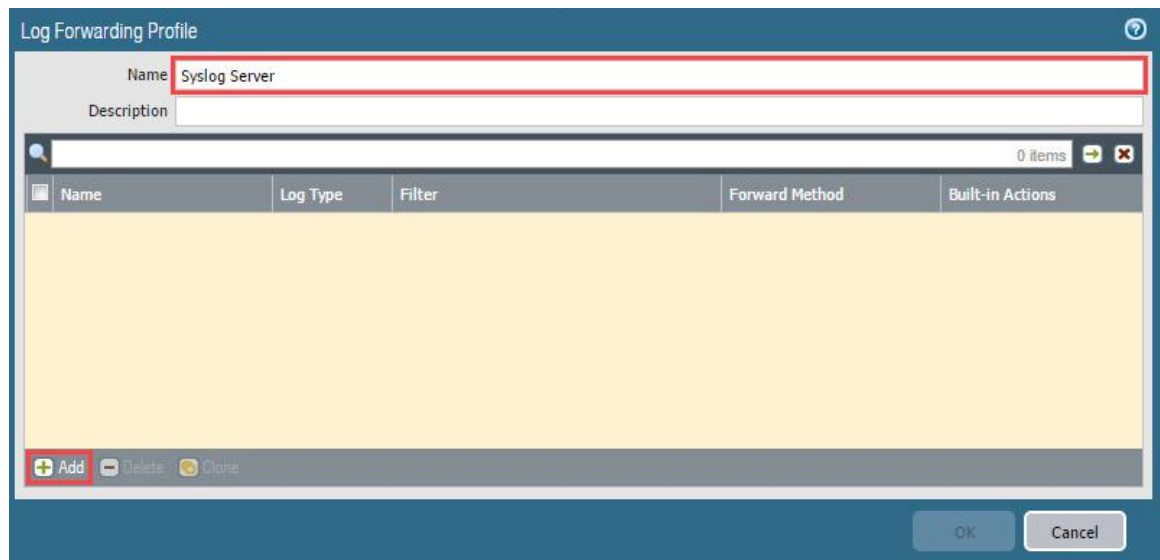 Log Forwarding Profile
Name Syslog Server
Description
0 items
Name Log Type Filter Forward Method Built-in Actions
Add Delete Clone
OK Cancel